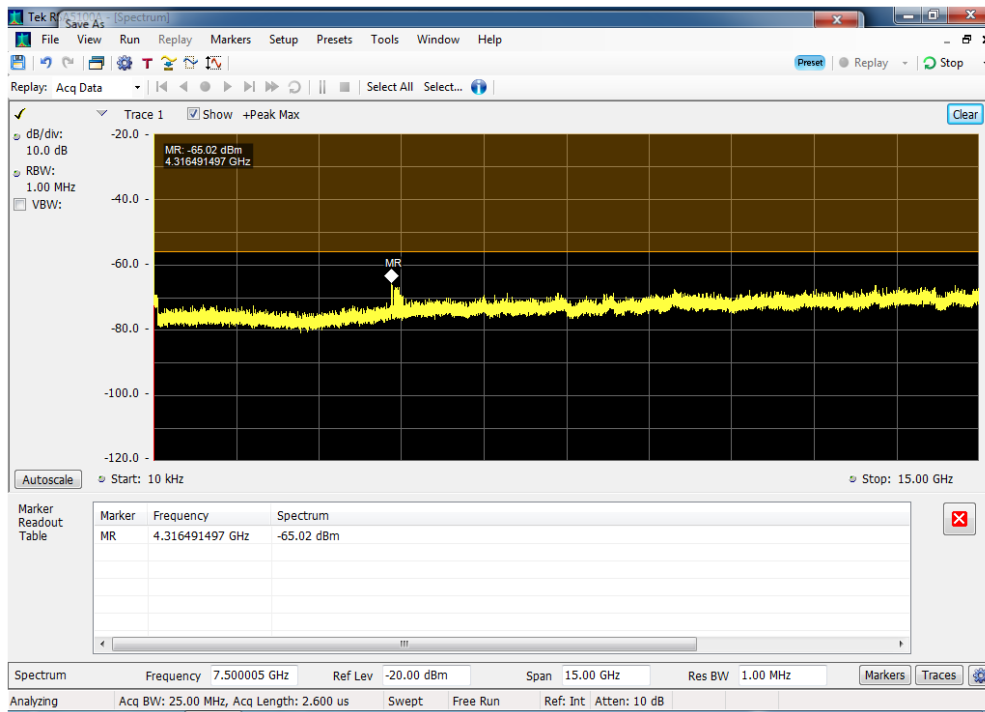 Tek RSA5100A - [Spectrum]
Save As
File View Run Replay Markers Setup Presets Tools Window Help
Preset Replay Stop
Replay: Acq Data Select All Select...
Trace 1 Show +Peak Max Clear
dB/div:
10.0 dB
RBW:
1.00 MHz
VBW:
-20.0
MR: -65.02 dBm
4.316491497 GHz
-40.0
-60.0
MR
-80.0
-100.0
-120.0
Autoscale Start: 10 kHz Stop: 15.00 GHz
Marker
Readout
Table
Marker Frequency Spectrum
MR 4.316491497 GHz -65.02 dBm
Spectrum Frequency 7.500005 GHz Ref Lev -20.00 dBm Span 15.00 GHz Res BW 1.00 MHz Markers Traces
Analyzing Acq BW: 25.00 MHz, Acq Length: 2.600 us Swept Free Run Ref: Int Atten: 10 dB